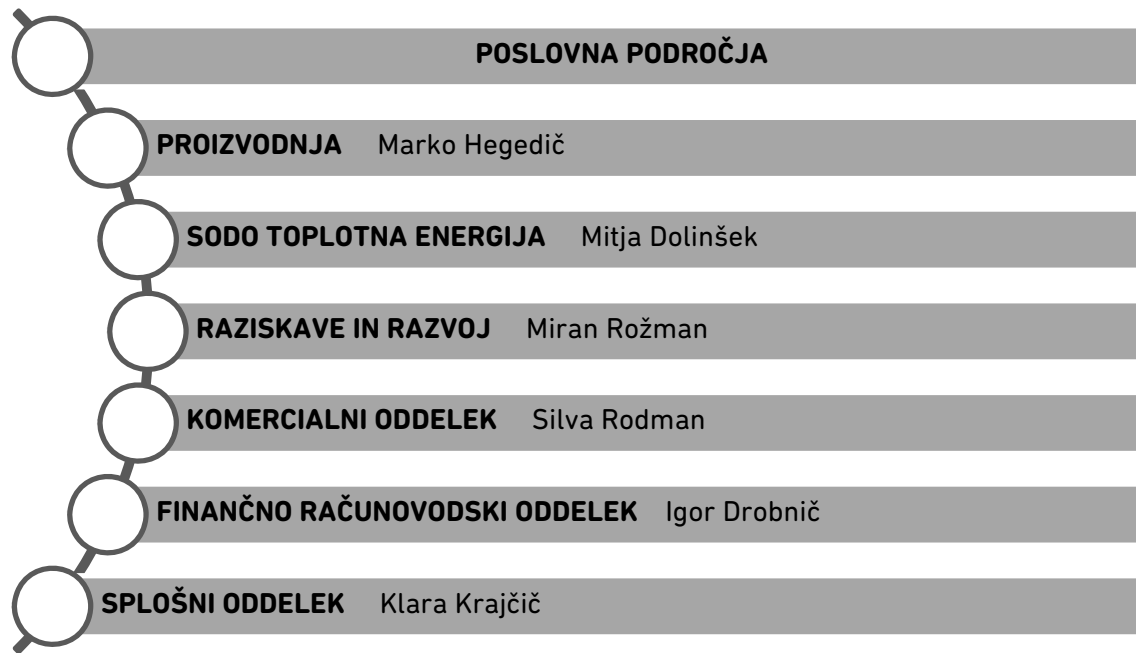 POSLOVNA PODROČJA
PROIZVODNJA Marko Hegedič
SODO TOPLOTNA ENERGIJA Mitja Dolinšek
RAZISKAVE IN RAZVOJ Miran Rožman
KOMERCIALNI ODDELEK Silva Rodman
FINANČNO RAČUNOVODSKI ODDELEK Igor Drobnič
SPLOŠNI ODDELEK Klara Krajčič